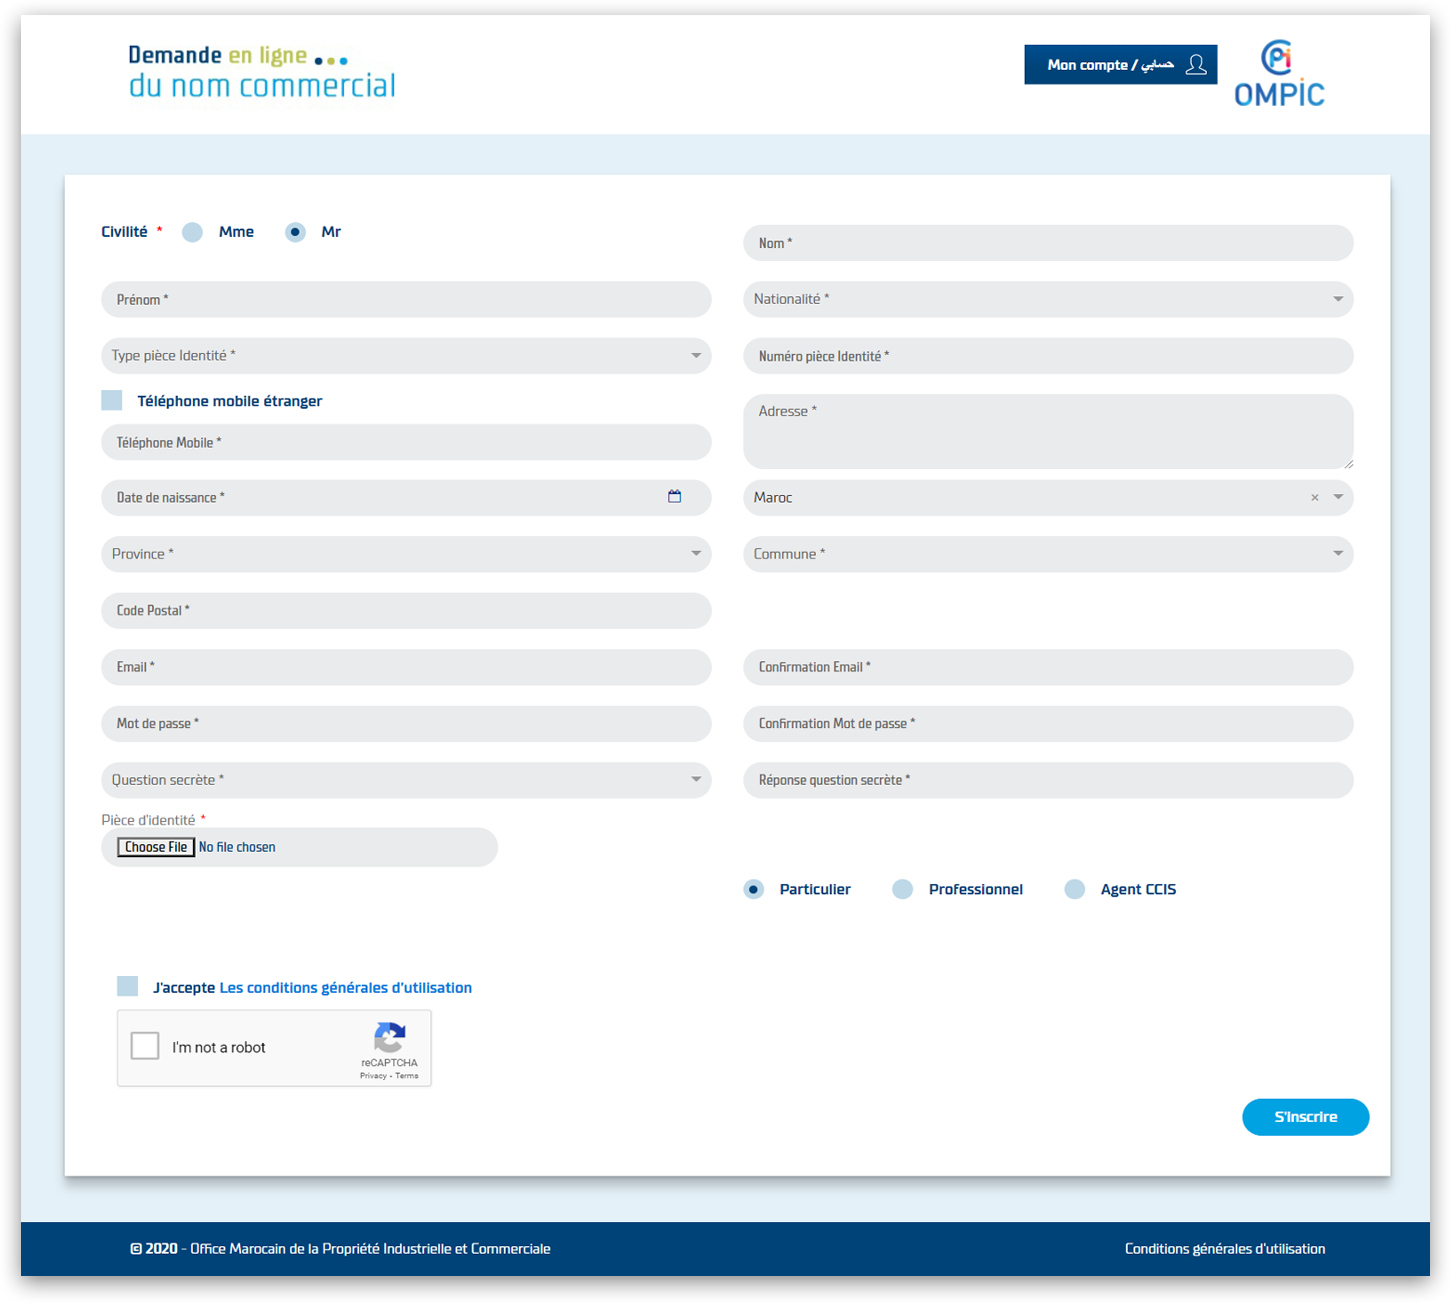 Demande en ligne ...
du nom commercial
Mon compte / حسابي
OMPIC
Civilité * Mme Mr
Nom *
Prénom *
Nationalité *
Type pièce Identité *
Numéro pièce Identité *
Téléphone mobile étranger
Adresse *
Téléphone Mobile *
Date de naissance *
Maroc ×
Province *
Commune *
Code Postal *
Email *
Confirmation Email *
Mot de passe *
Confirmation Mot de passe *
Question secrète *
Réponse question secrète *
Pièce d'identité *
Choose File No file chosen
Particulier Professionnel Agent CCIS
J'accepte Les conditions générales d'utilisation
I'm not a robot
reCAPTCHA
Privacy - Terms
S'inscrire
© 2020 - Office Marocain de la Propriété Industrielle et Commerciale
Conditions générales d'utilisation